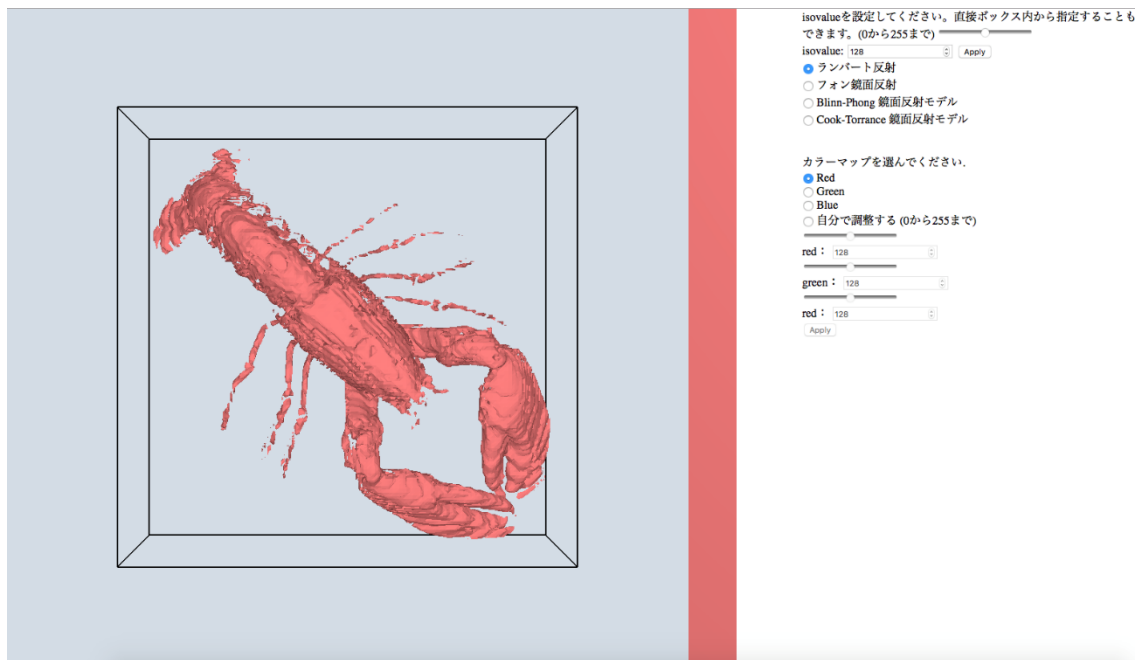 isovalueを設定してください。直接ボックス内から指定することも
できます。(0から255まで)
isovalue: 128 Apply
ランバート反射
フォン鏡面反射
Blinn-Phong 鏡面反射モデル
Cook-Torrance 鏡面反射モデル
カラーマップを選んでください.
Red
Green
Blue
自分で調整する (0から255まで)
red： 128
green： 128
red： 128
Apply